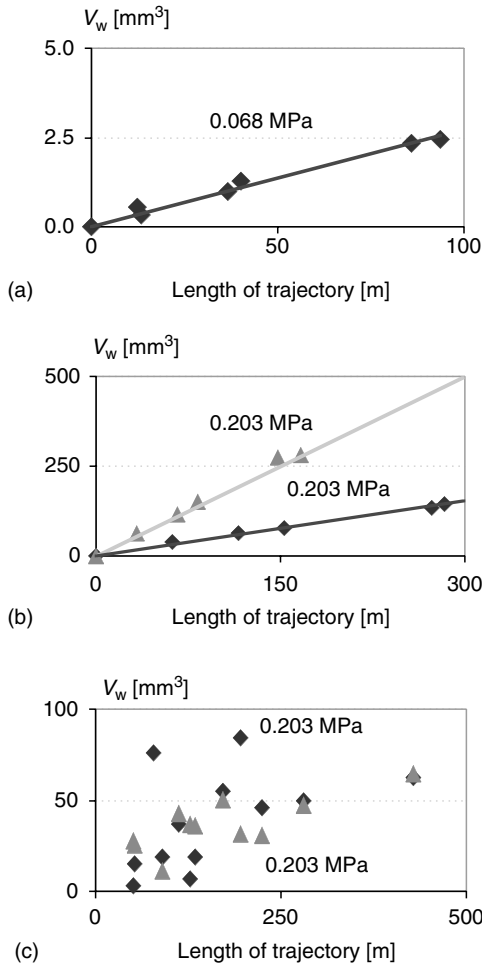 V_w [mm³]
5.0
0.068 MPa
2.5
0.0
0 50 100
(a) Length of trajectory [m]
V_w [mm³]
500
0.203 MPa
250
0.203 MPa
0
0 150 300
(b) Length of trajectory [m]
V_w [mm³]
100
0.203 MPa
50
0.203 MPa
0
0 250 500
(c) Length of trajectory [m]